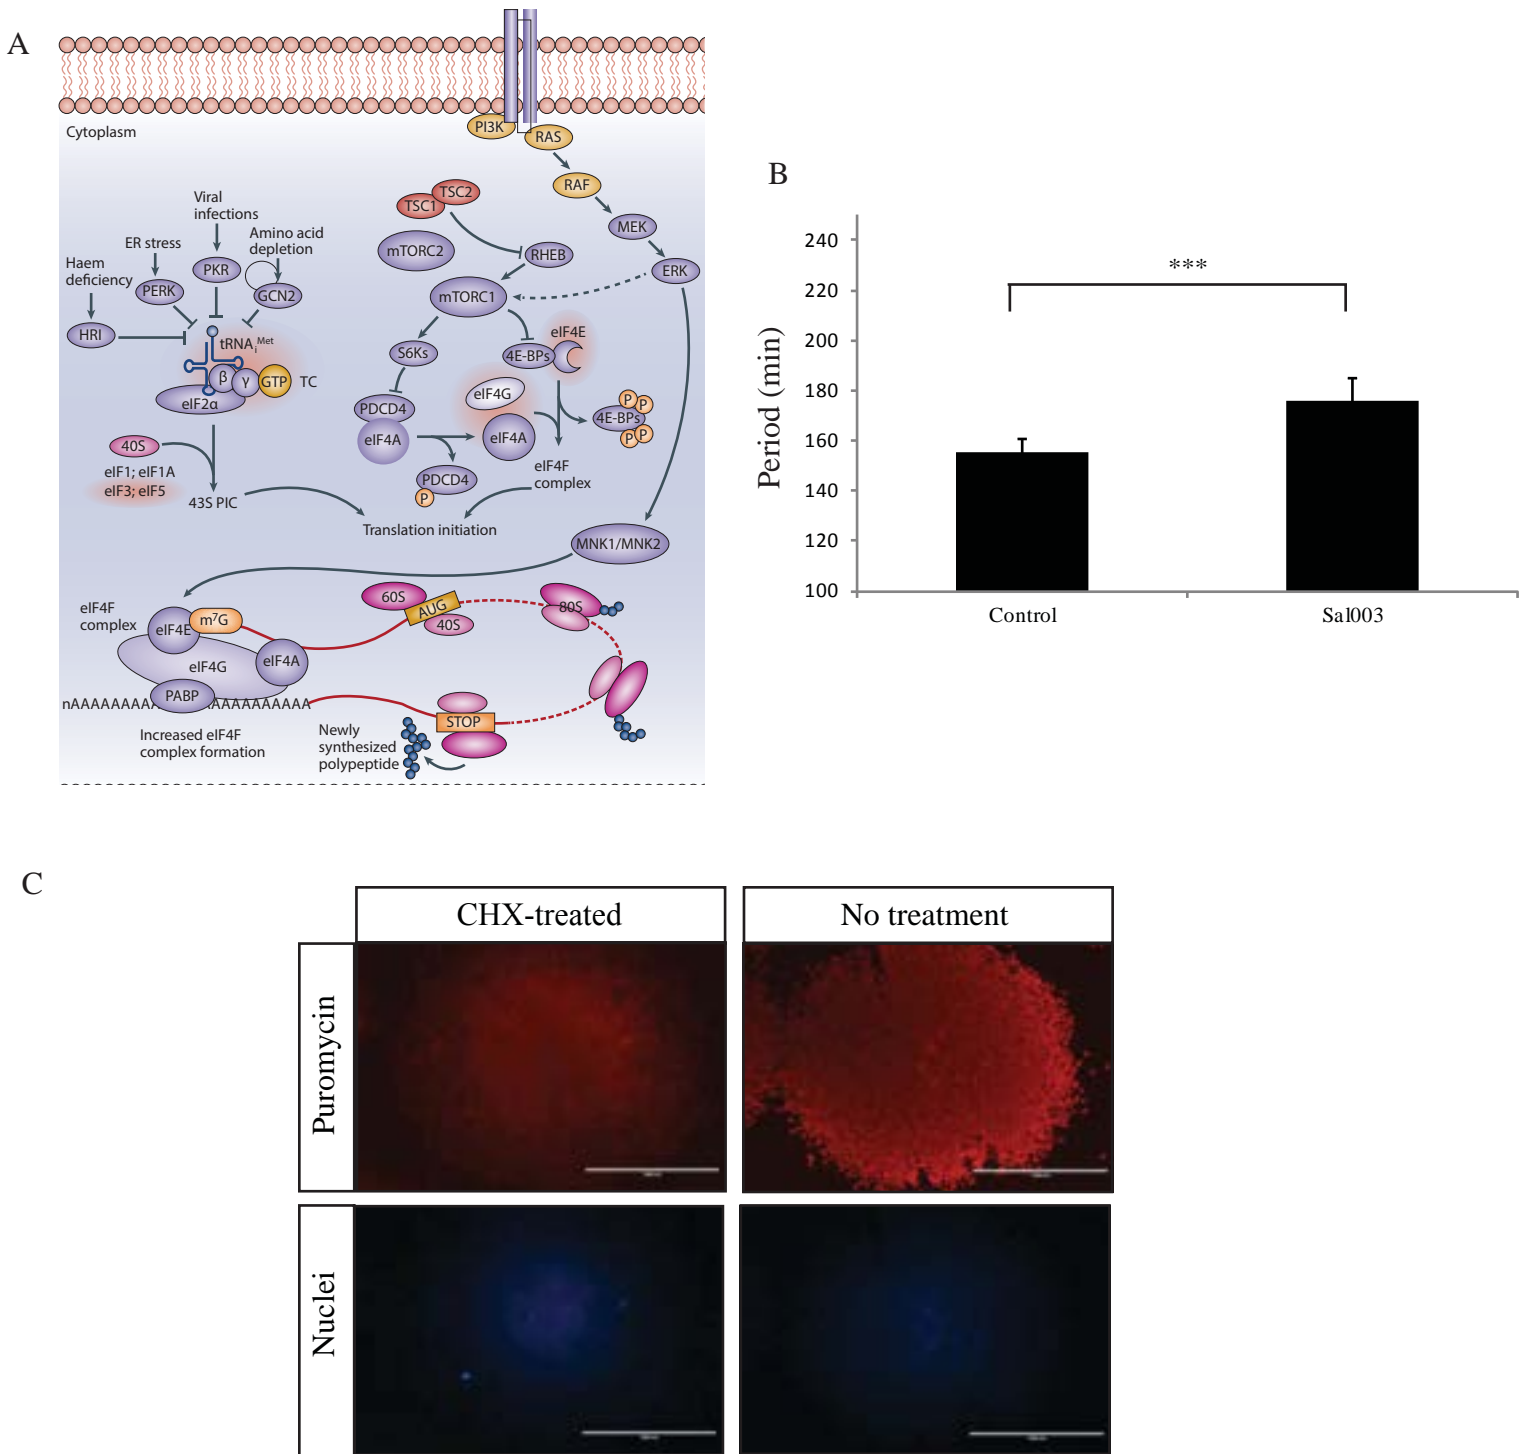 A
Cytoplasm
PI3K
RAS
RAF
MEK
ERK
TSC1
TSC2
mTORC2
RHEB
mTORC1
Viral
infections
ER stress
Amino acid
depletion
Haem
deficiency
PKR
PERK
GCN2
HRI
tRNAiMet
β
γ
GTP
TC
eIF2α
40S
eIF1; eIF1A
eIF3; eIF5
43S PIC
S6Ks
4E-BPs
eIF4E
PDCD4
eIF4A
eIF4G
eIF4A
4E-BPs
P
P
P
P
PDCD4
P
eIF4F
complex
Translation initiation
MNK1/MNK2
eIF4F
complex
eIF4E
m7G
eIF4G
eIF4A
PABP
nAAAAAAAAA
AAAAAAAAAAA
Increased eIF4F
complex formation
60S
AUG
40S
80S
STOP
Newly
synthesized
polypeptide
B
Period (min)
240
220
200
180
160
140
120
100
***
Control
Sal003
C
CHX-treated
No treatment
Puromycin
Nuclei